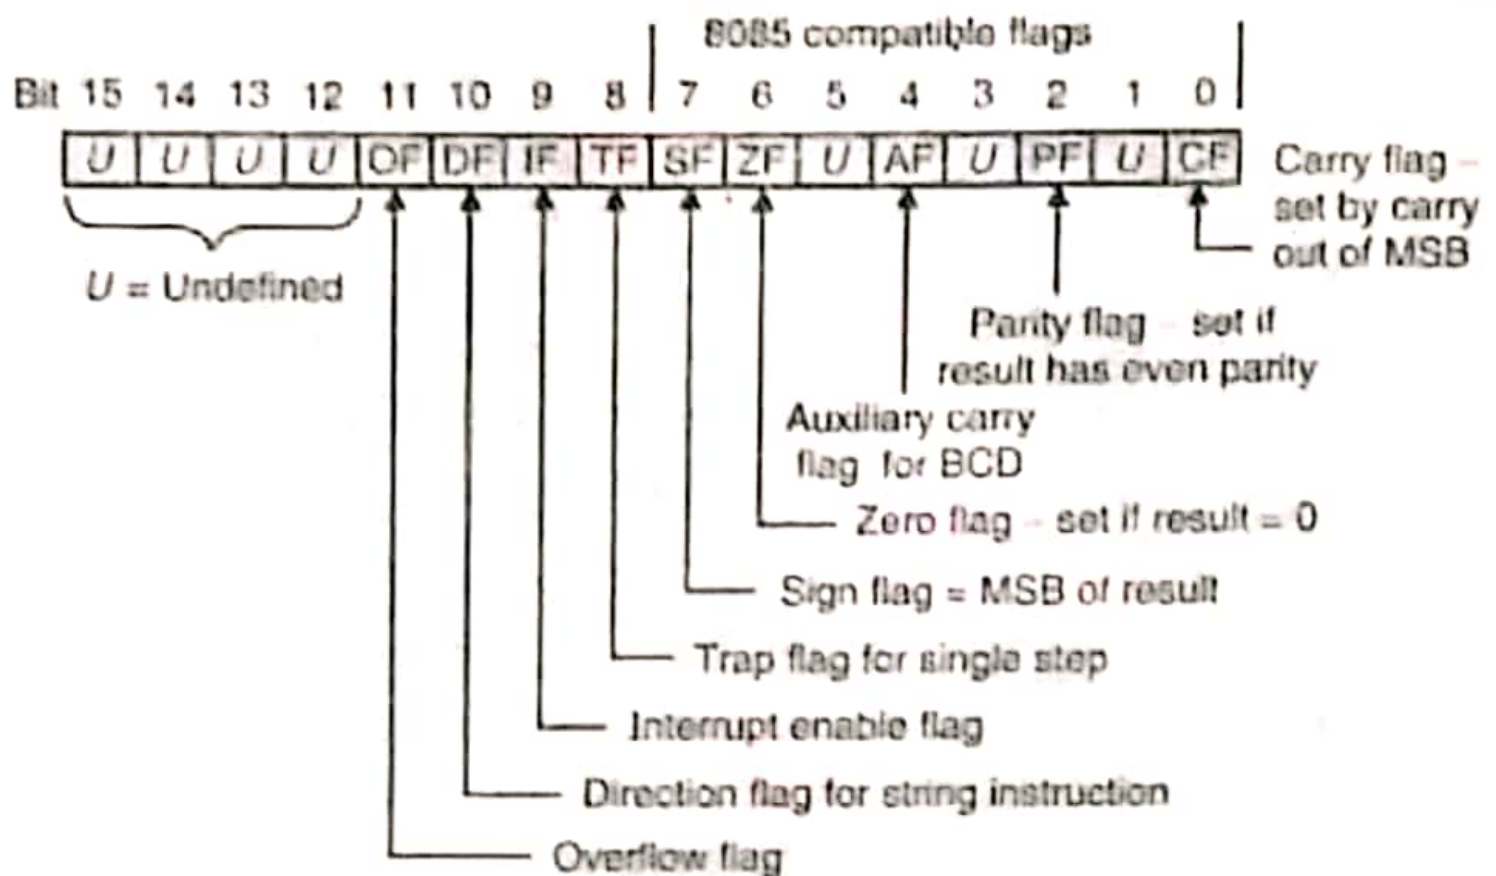 8085 compatible flags
Bit 15 14 13 12 11 10 9 8 7 6 5 4 3 2 1 0
U U U U OF DF IF TF SF ZF U AF U PF U CF
Carry flag –
set by carry
out of MSB
U = Undefined
Parity flag – set if
result has even parity
Auxiliary carry
flag for BCD
Zero flag – set if result = 0
Sign flag = MSB of result
Trap flag for single step
Interrupt enable flag
Direction flag for string instruction
Overflow flag